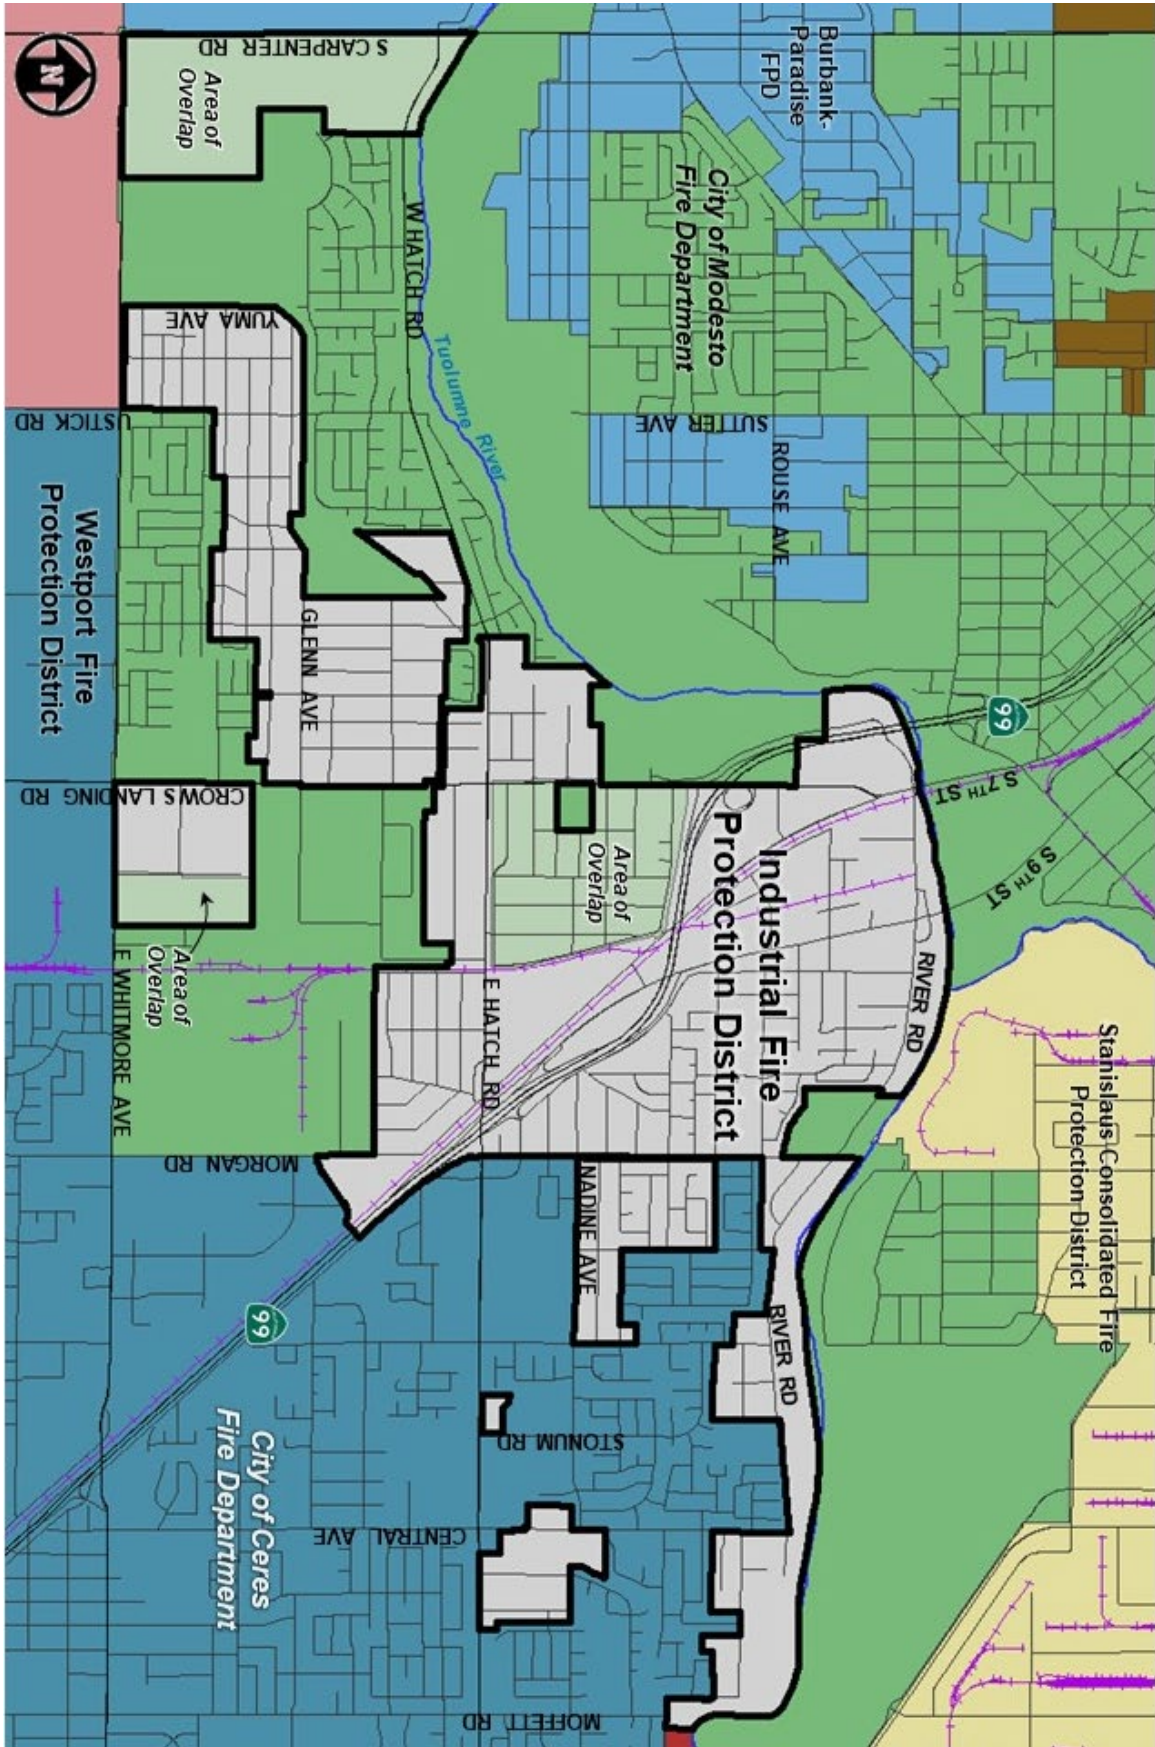 N
S CARPENTER RD
Area of
Overlap
W HATCH RD
Burbank-
Paradise
FPD
City of Modesto
Fire Department
YUMA AVE
Tuolumne River
USTICK RD
SUTTER AVE
ROUSE AVE
Westport Fire
Protection District
GLENN AVE
99
S 7TH ST
S 9TH ST
CROWS LANDING RD
Area of
Overlap
Industrial Fire
Protection District
RIVER RD
Area of
Overlap
E WHITMORE AVE
E HATCH RD
Stanislaus Consolidated Fire
Protection District
MORGAN RD
NADINE AVE
99
RIVER RD
STONUM RD
City of Ceres
Fire Department
CENTRAL AVE
MOFFETT RD